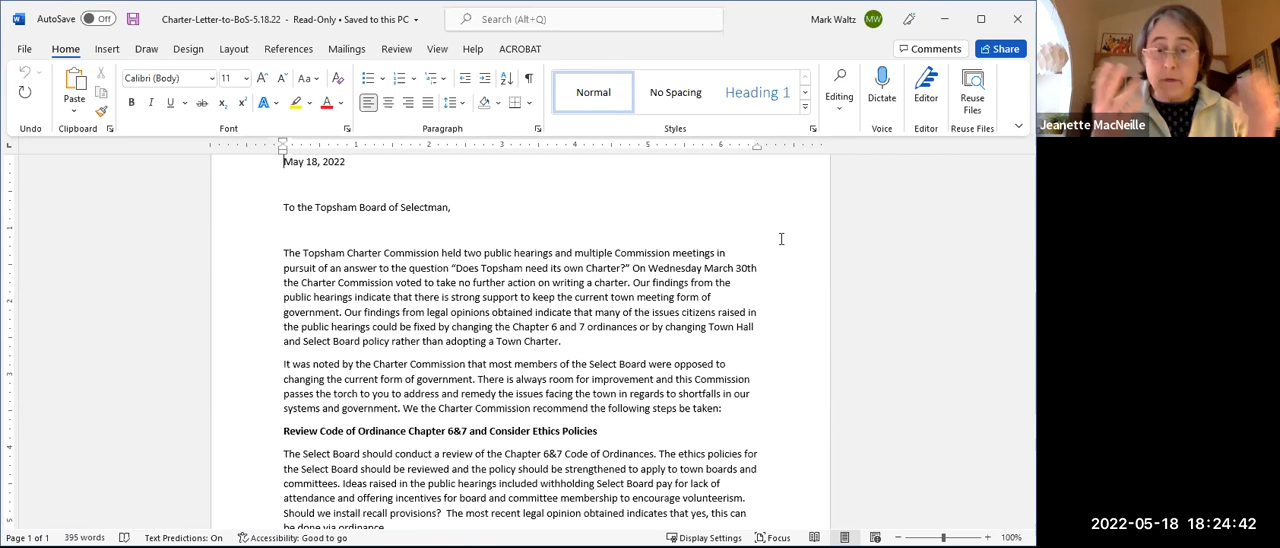 AutoSave Off Charter-Letter-to-BoS-5.18.22 - Read-Only • Saved to this PC Search (Alt+Q) Mark Waltz MW
File Home Insert Draw Design Layout References Mailings Review View Help ACROBAT Comments Share
Calibri (Body) 11 Aa
Paste Normal No Spacing Heading 1 Editing Dictate Editor Reuse Files
B I U ab x₂ x² A A
Undo Clipboard Font Paragraph Styles Voice Editor Reuse Files
Jeanette MacNeille
1 2 3 4 5 6
May 18, 2022
To the Topsham Board of Selectman,
The Topsham Charter Commission held two public hearings and multiple Commission meetings in
pursuit of an answer to the question “Does Topsham need its own Charter?” On Wednesday March 30th
the Charter Commission voted to take no further action on writing a charter. Our findings from the
public hearings indicate that there is strong support to keep the current town meeting form of
government. Our findings from legal opinions obtained indicate that many of the issues citizens raised in
the public hearings could be fixed by changing the Chapter 6 and 7 ordinances or by changing Town Hall
and Select Board policy rather than adopting a Town Charter.
It was noted by the Charter Commission that most members of the Select Board were opposed to
changing the current form of government. There is always room for improvement and this Commission
passes the torch to you to address and remedy the issues facing the town in regards to shortfalls in our
systems and government. We the Charter Commission recommend the following steps be taken:
Review Code of Ordinance Chapter 6&7 and Consider Ethics Policies
The Select Board should conduct a review of the Chapter 6&7 Code of Ordinances. The ethics policies for
the Select Board should be reviewed and the policy should be strengthened to apply to town boards and
committees. Ideas raised in the public hearings included withholding Select Board pay for lack of
attendance and offering incentives for board and committee membership to encourage volunteerism.
Should we install recall provisions? The most recent legal opinion obtained indicates that yes, this can
be done via ordinance.
2022-05-18 18:24:42
Page 1 of 1 395 words Text Predictions: On Accessibility: Good to go Display Settings Focus 100%